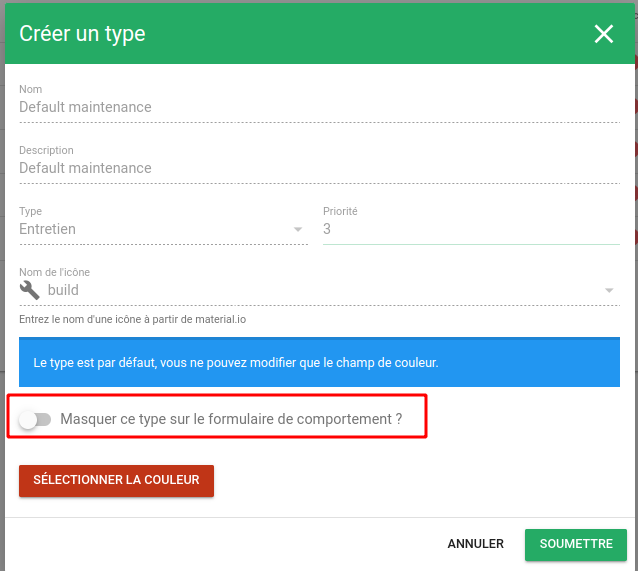 Créer un type
Nom
Default maintenance
Description
Default maintenance
Type
Priorité
Entretien
3
Nom de l'icône
build
Entrez le nom d'une icône à partir de material.io
Le type est par défaut, vous ne pouvez modifier que le champ de couleur.
Masquer ce type sur le formulaire de comportement ?
SÉLECTIONNER LA COULEUR
ANNULER
SOUMETTRE